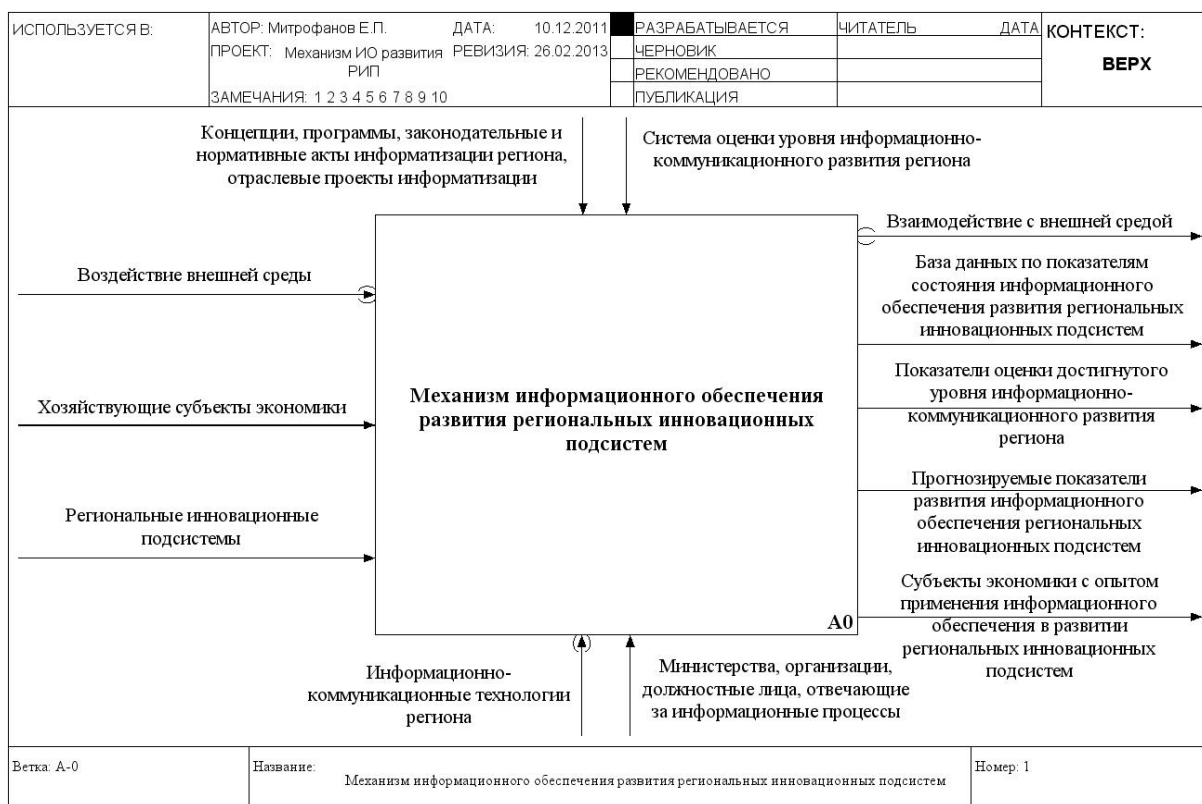 ИСПОЛЬЗУЕТСЯ В:
АВТОР: Митрофанов Е.П.
ДАТА: 10.12.2011
ПРОЕКТ: Механизм ИО развития
РИП
РЕВИЗИЯ: 26.02.2013
ЗАМЕЧАНИЯ: 1 2 3 4 5 6 7 8 9 10
РАЗРАБАТЫВАЕТСЯ
ЧЕРНОВИК
РЕКОМЕНДОВАНО
ПУБЛИКАЦИЯ
ЧИТАТЕЛЬ
ДАТА
КОНТЕКСТ:
ВЕРХ
Концепции, программы, законодательные и
нормативные акты информатизации региона,
отраслевые проекты информатизации
Система оценки уровня информационно-
коммуникационного развития региона
Воздействие внешней среды
Хозяйствующие субъекты экономики
Региональные инновационные
подсистемы
Механизм информационного обеспечения
развития региональных инновационных
подсистем
A0
Взаимодействие с внешней средой
База данных по показателям
состояния информационного
обеспечения развития региональных
инновационных подсистем
Показатели оценки достигнутого
уровня информационно-
коммуникационного развития
региона
Прогнозируемые показатели
развития информационного
обеспечения региональных
инновационных подсистем
Субъекты экономики с опытом
применения информационного
обеспечения в развитии
региональных инновационных
подсистем
Информационно-
коммуникационные технологии
региона
Министерства, организации,
должностные лица, отвечающие
за информационные процессы
Ветка: A-0
Название:
Механизм информационного обеспечения развития региональных инновационных подсистем
Номер: 1